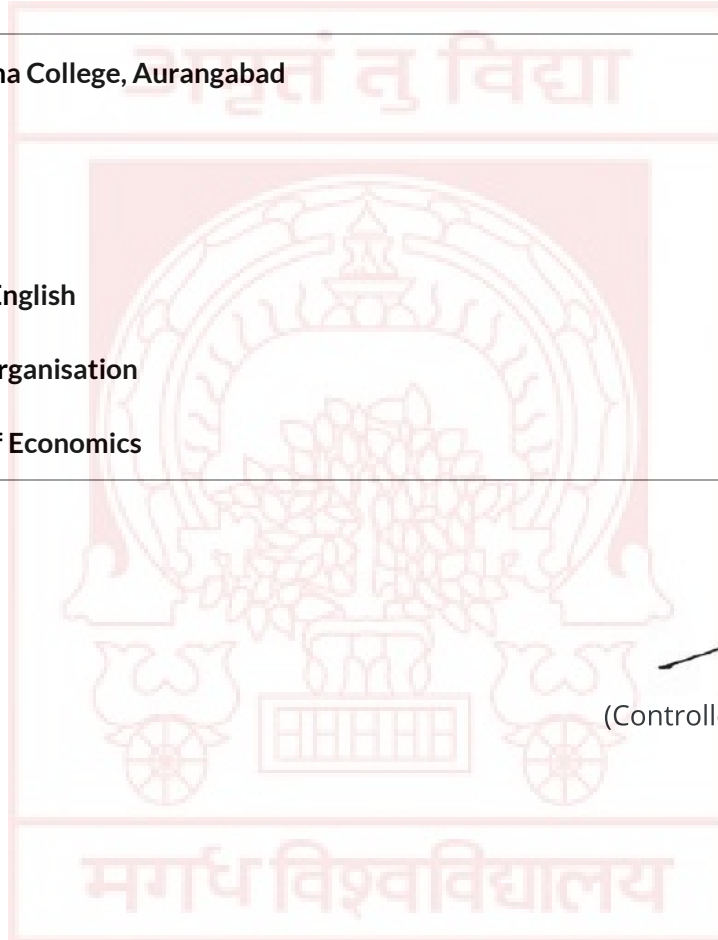 अमृतं तु विद्या
na College, Aurangabad
English
rganisation
f Economics
(Controll
मगध विश्वविद्यालय